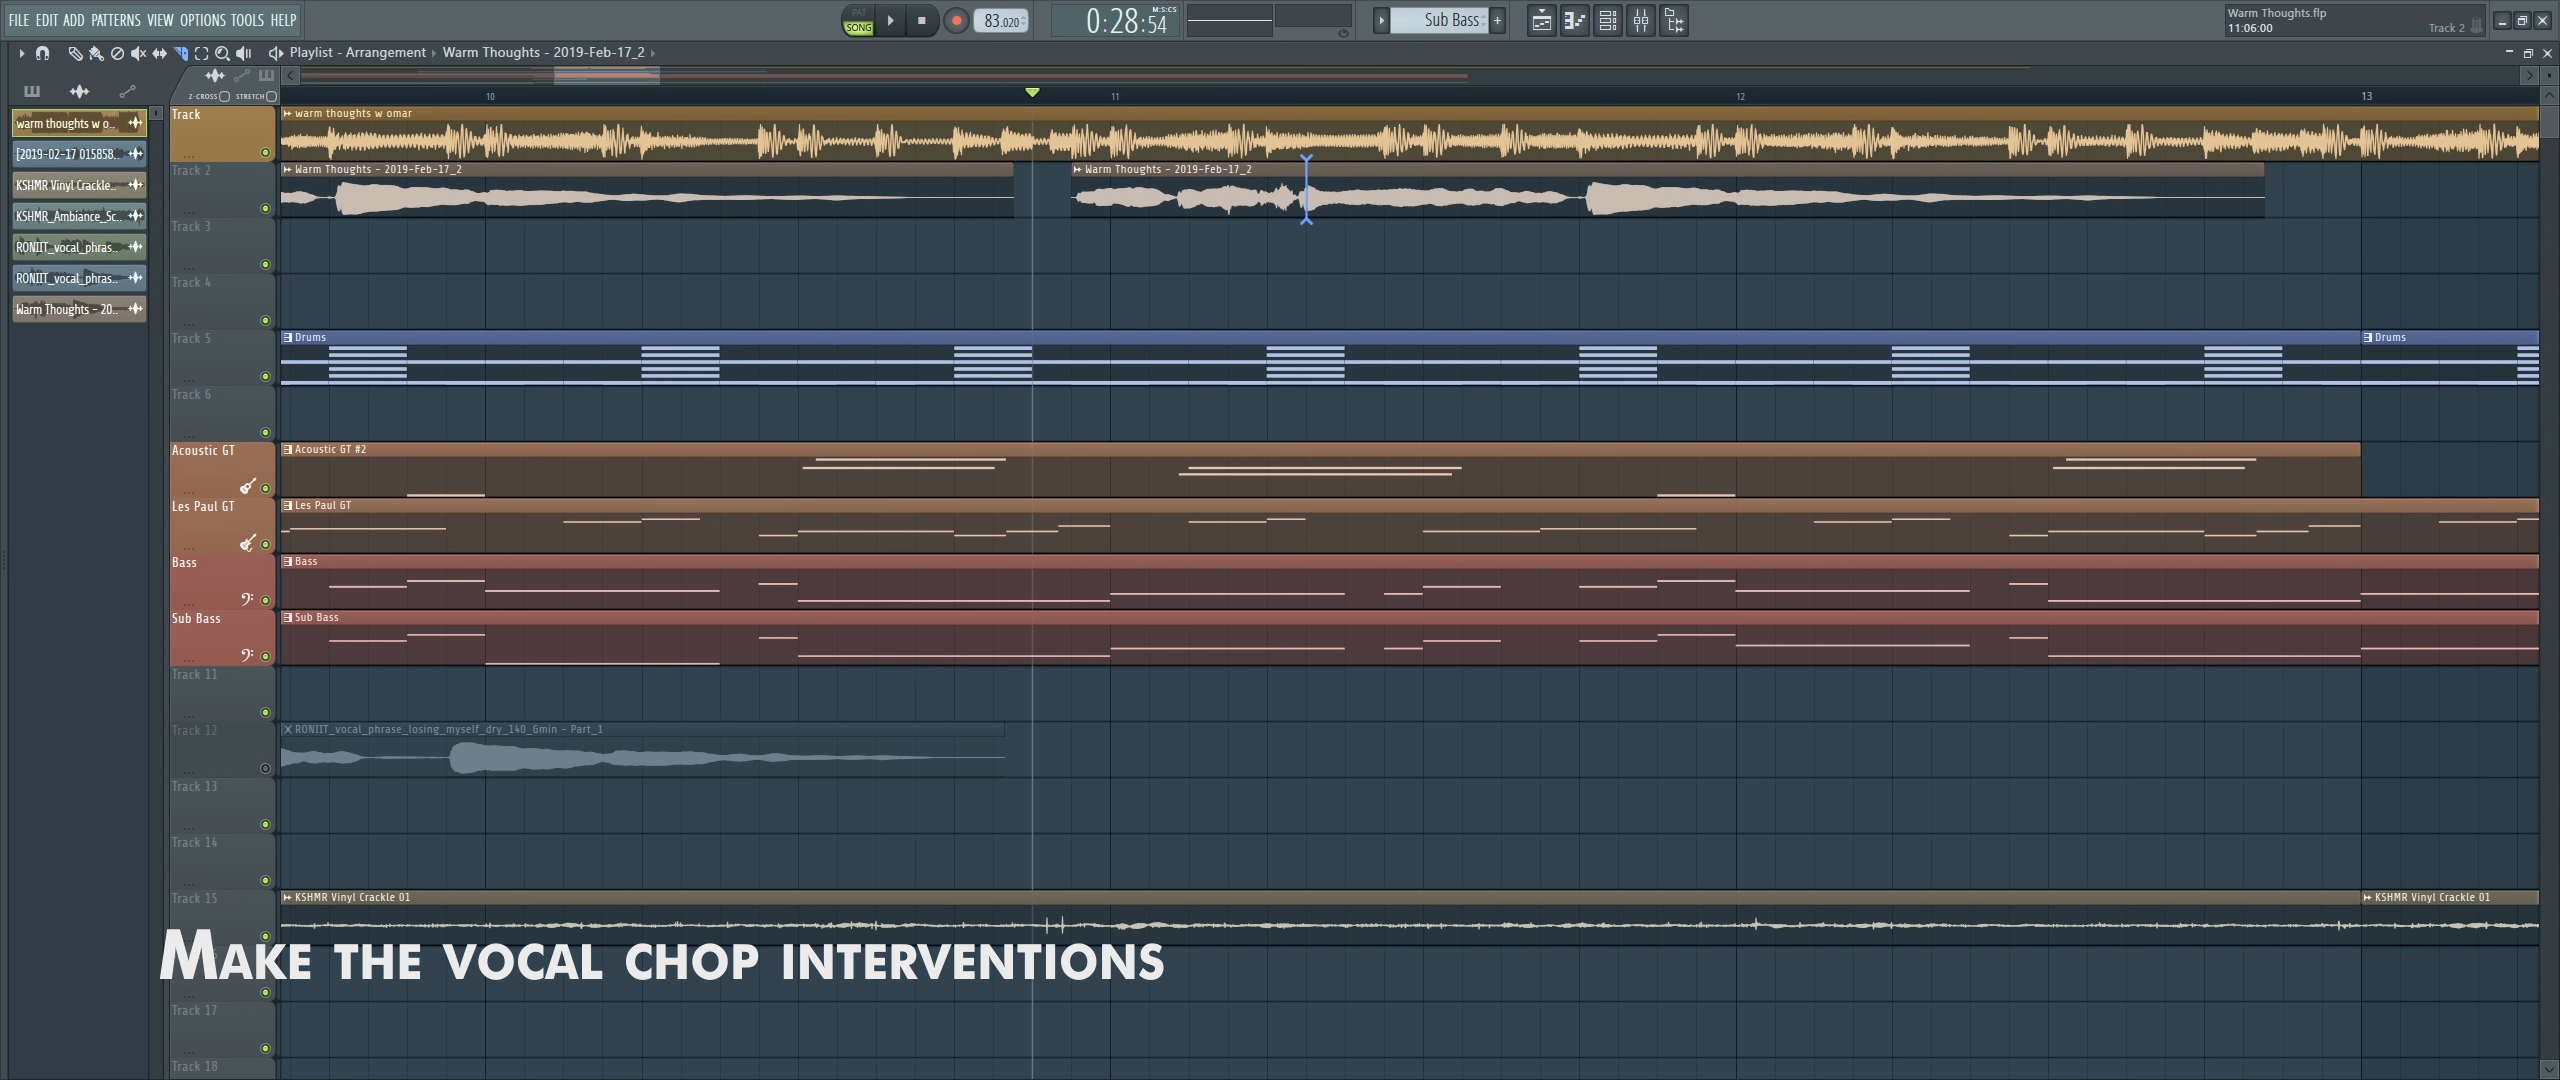 FILE EDIT ADD PATTERNS VIEW OPTIONS TOOLS HELP
PAT
SONG
83.020
M:S:CS
0:28:54
Sub Bass
+
Warm Thoughts.flp
11:06:00
Track 2
Playlist - Arrangement › Warm Thoughts - 2019-Feb-17_2 ›
Z-CROSS
STRETCH
10
11
12
13
warm thoughts w o..
[2019-02-17 015858..
KSHMR Vinyl Crackle..
KSHMR_Ambiance_Sc..
RONIIT_vocal_phras..
RONIIT_vocal_phras..
Warm Thoughts - 20..
Track
warm thoughts w omar
Track 2
Warm Thoughts - 2019-Feb-17_2
Warm Thoughts - 2019-Feb-17_2
Track 3
Track 4
Track 5
Drums
Drums
Track 6
Acoustic GT
Acoustic GT #2
Les Paul GT
Les Paul GT
Bass
Bass
Sub Bass
Sub Bass
Track 11
Track 12
RONIIT_vocal_phrase_losing_myself_dry_140_Gmin - Part_1
Track 13
Track 14
Track 15
KSHMR Vinyl Crackle 01
KSHMR Vinyl Crackle 01
Make the vocal chop interventions
Track 17
Track 18